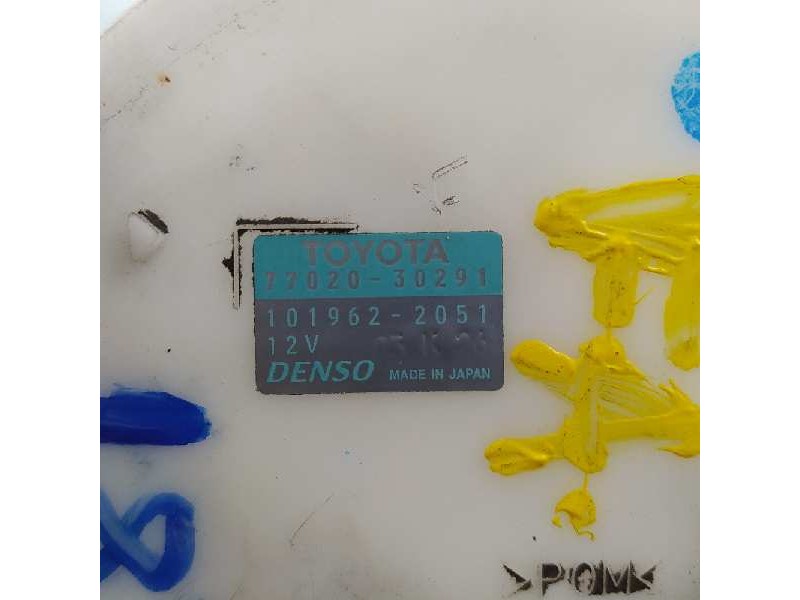 TOYOTA
77020-30291
101962-2051
12V
DENSO MADE IN JAPAN
>POM<